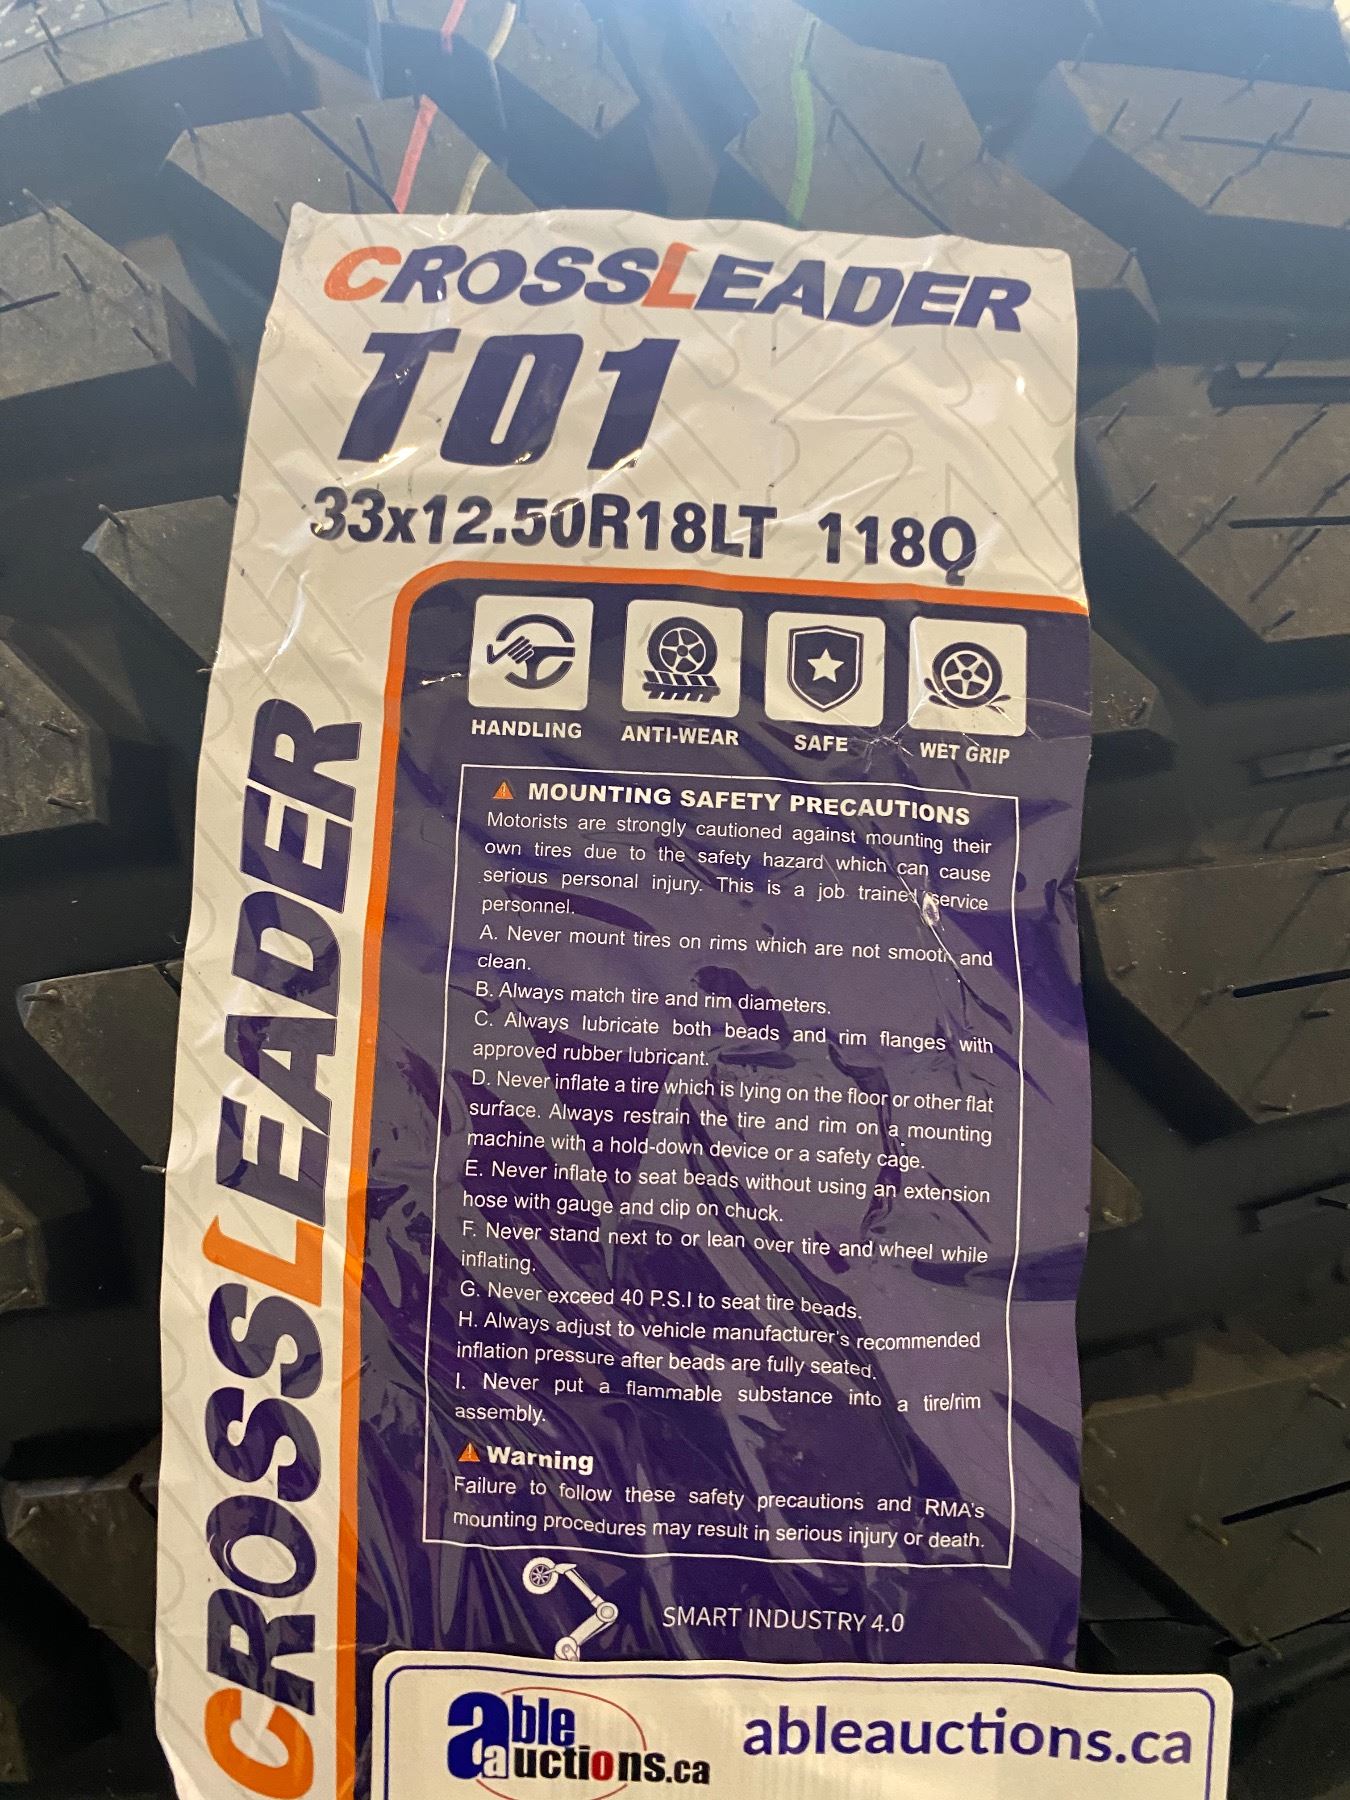 CROSSLEADER
T01
33x12.50R18LT 118Q
HANDLING ANTI-WEAR SAFE WET GRIP
MOUNTING SAFETY PRECAUTIONS
Motorists are strongly cautioned against mounting their
own tires due to the safety hazard which can cause
serious personal injury. This is a job trained service
personnel.
A. Never mount tires on rims which are not smooth and
clean.
B. Always match tire and rim diameters.
C. Always lubricate both beads and rim flanges with
approved rubber lubricant.
D. Never inflate a tire which is lying on the floor or other flat
surface. Always restrain the tire and rim on a mounting
machine with a hold-down device or a safety cage.
E. Never inflate to seat beads without using an extension
hose with gauge and clip on chuck.
F. Never stand next to or lean over tire and wheel while
inflating.
G. Never exceed 40 P.S.I to seat tire beads.
H. Always adjust to vehicle manufacturer's recommended
inflation pressure after beads are fully seated.
I. Never put a flammable substance into a tire/rim
assembly.
Warning
Failure to follow these safety precautions and RMA's
mounting procedures may result in serious injury or death.
SMART INDUSTRY 4.0
CROSSLEADER
able
auctions.ca
ableauctions.ca